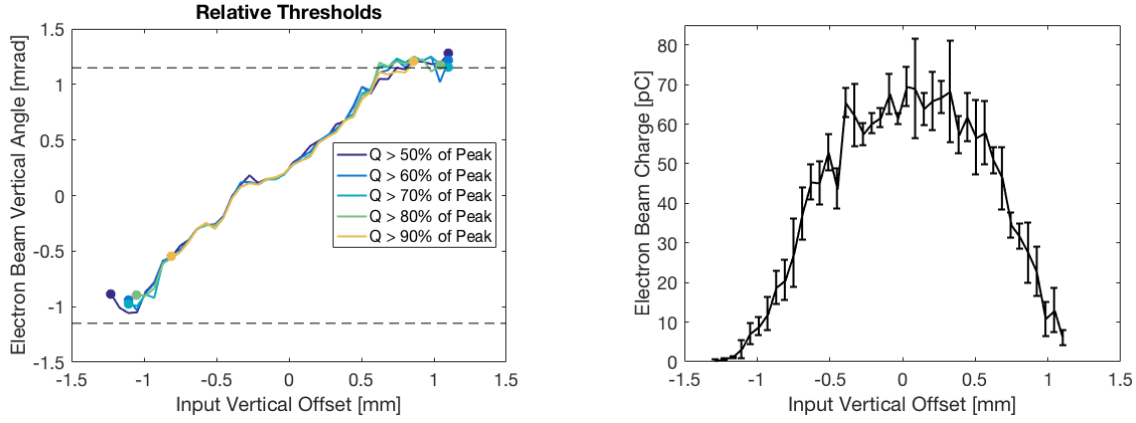 Relative Thresholds
Electron Beam Vertical Angle [mrad]
1.5
1
0.5
0
-0.5
-1
-1.5
Q > 50% of Peak
Q > 60% of Peak
Q > 70% of Peak
Q > 80% of Peak
Q > 90% of Peak
-1.5 -1 -0.5 0 0.5 1 1.5
Input Vertical Offset [mm]
Electron Beam Charge [pC]
80
70
60
50
40
30
20
10
0
-1.5 -1 -0.5 0 0.5 1 1.5
Input Vertical Offset [mm]